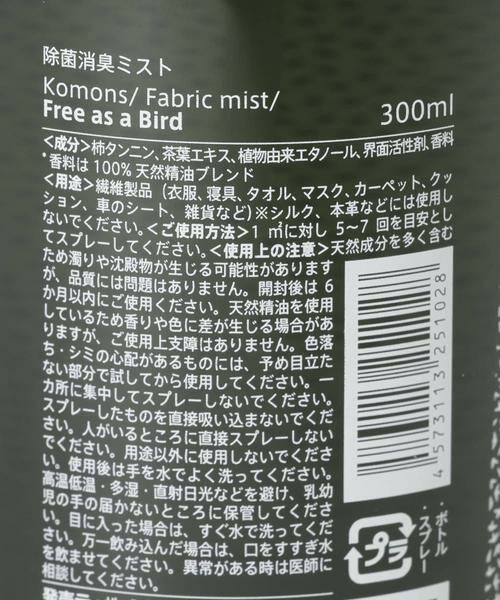 除菌消臭ミスト
Komons/ Fabric mist/
Free as a Bird
300ml
<成分>柿タンニン、茶葉エキス、植物由来エタノール、界面活性剤、香料
*香料は100%天然精油ブレンド
<用途>繊維製品（衣服、寝具、タオル、マスク、カーペット、クッ
ション、車のシート、雑貨など）※シルク、本革などには使用し
ないでください。<ご使用方法>1㎡に対し5~7回を目安とし
てスプレーしてください。<使用上の注意>天然成分を多く含む
ため濁りや沈殿物が生じる可能性があります
が、品質には問題はありません。開封後は6
か月以内にご使用ください。天然精油を使用
しているため香りや色に差が生じる場合があ
りますが、ご使用上支障はありません。色落
ち・シミの心配があるものには、予め目立た
ない部分で試してから使用してください。一
カ所に集中してスプレーしないでください。
スプレーしたものを直接吸い込まないでくだ
さい。人がいるところに直接スプレーしない
でください。用途以外に使用しないでくださ
い。使用後は手を水でよく洗ってください。
高温低温・多湿・直射日光などを避け、乳幼
児の手の届かないところに保管してくださ
い。目に入った場合は、すぐ水で洗ってくだ
さい。万一飲み込んだ場合は、口をすすぎ水
を飲ませてください。異常がある時は医師に
相談してください。
4573113251028
プラ
・ボトル
・スプレー